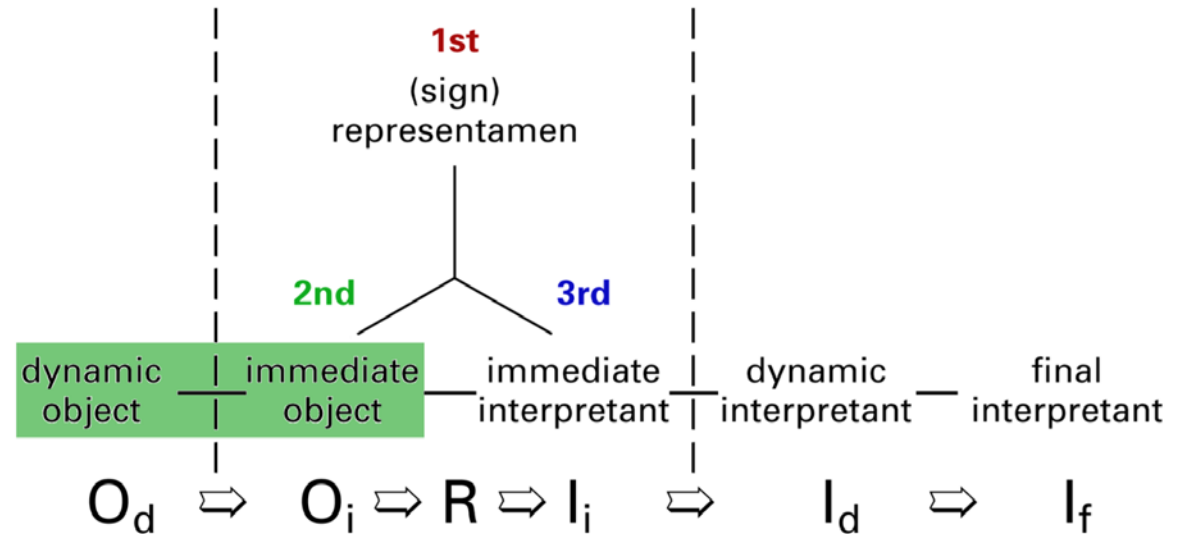 1st
(sign)
representamen
2nd 3rd
dynamic immediate immediate dynamic final
object object interpretant interpretant interpretant
Od ⇨ Oi ⇨ R ⇨ Ii ⇨ Id ⇨ If